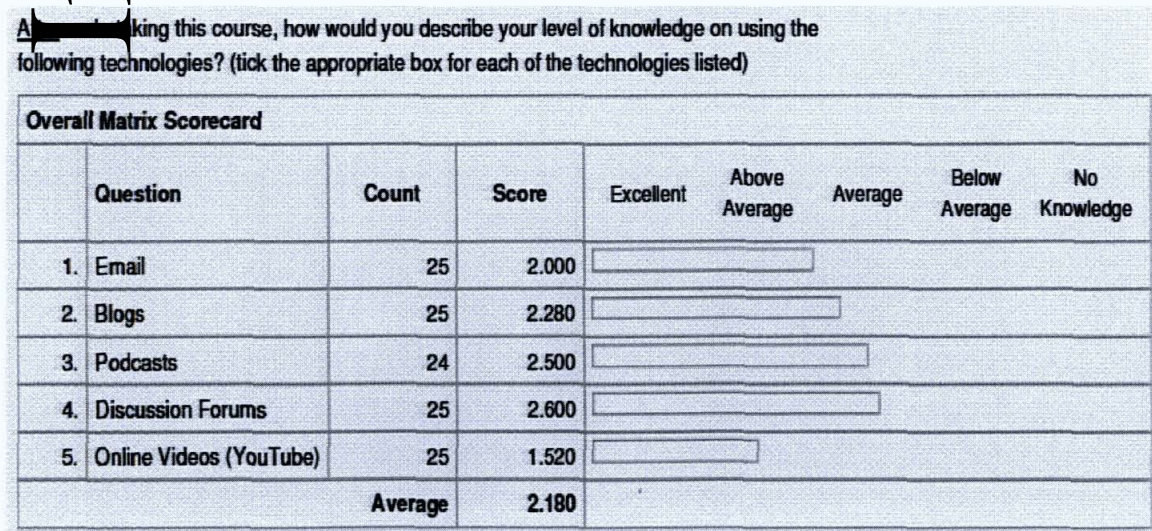 king this course, how would you describe your level of knowledge on using the
following technologies? (tick the appropriate box for each of the technologies listed)
Overall Matrix Scorecard
Question Count Score Excellent Above Average Average Below Average No Knowledge
1. Email 25 2.000
2. Blogs 25 2.280
3. Podcasts 24 2.500
4. Discussion Forums 25 2.600
5. Online Videos (YouTube) 25 1.520
Average 2.180